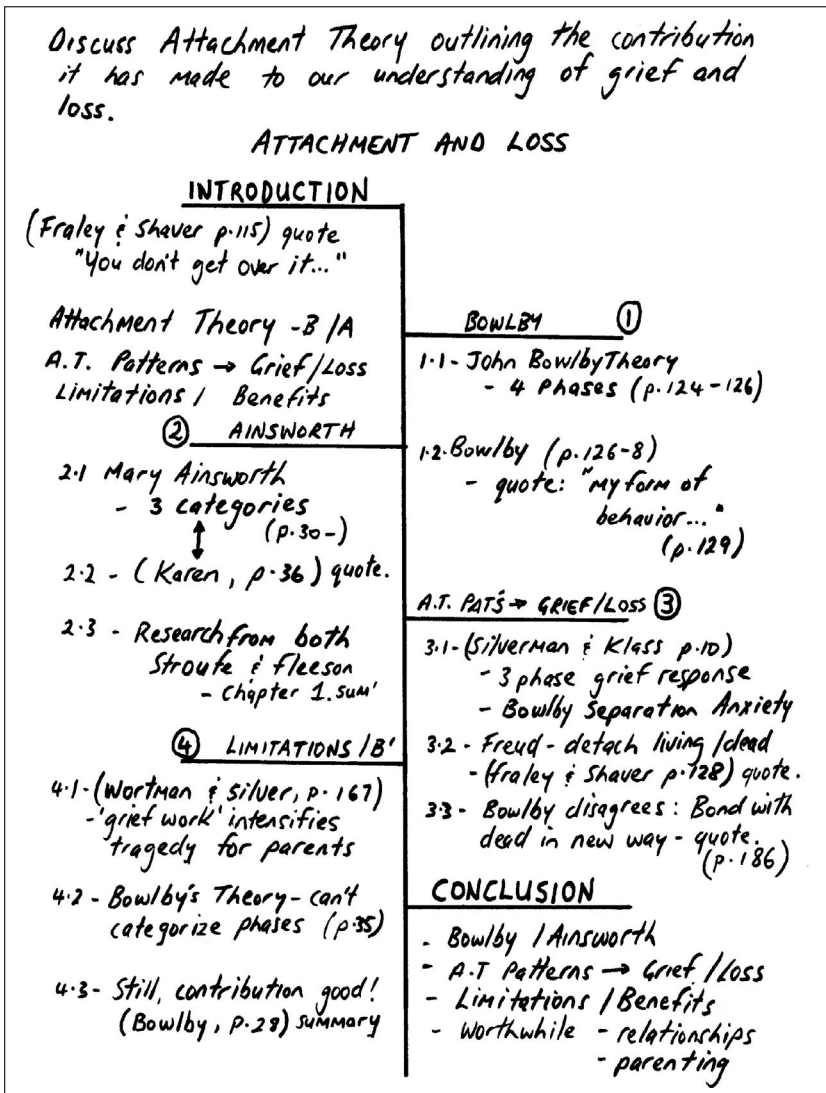 Discuss Attachment Theory outlining the contribution
it has made to our understanding of grief and
loss.
ATTACHMENT AND LOSS
INTRODUCTION
(Fraley & Shaver p.115) quote
"You don't get over it..."
Attachment Theory -B/A
A.T. Patterns → Grief/Loss
Limitations / Benefits
BOWLBY ①
1.1- John Bowlby Theory
- 4 Phases (p.124-126)
1.2. Bowlby (p.126-8)
- quote: "My form of
behavior..."
(p.129)
② AINSWORTH
2.1 Mary Ainsworth
- 3 categories
(p.30-)
2.2 - (Karen, p.36) quote.
2.3 - Research from both
Stroufe & Fleeson
- Chapter 1. sum'
A.T. PAT'S → GRIEF/LOSS ③
3.1-(Silverman & Klass p.10)
- 3 phase grief response
- Bowlby Separation Anxiety
3.2 - Freud - detach living/dead
- (Fraley & Shaver p.128) quote.
3.3 - Bowlby disagrees: Bond with
dead in new way - quote.
(p.186)
④ LIMITATIONS /B'
4.1-(Wortman & Silver, p.167)
-'grief work' intensifies
tragedy for parents
4.2 - Bowlby's Theory - can't
categorize phases (p.35)
4.3- Still, contribution good!
(Bowlby, p.28) summary
CONCLUSION
- Bowlby / Ainsworth
- A.T Patterns → Grief/Loss
- Limitations / Benefits
- Worthwhile - relationships
- parenting